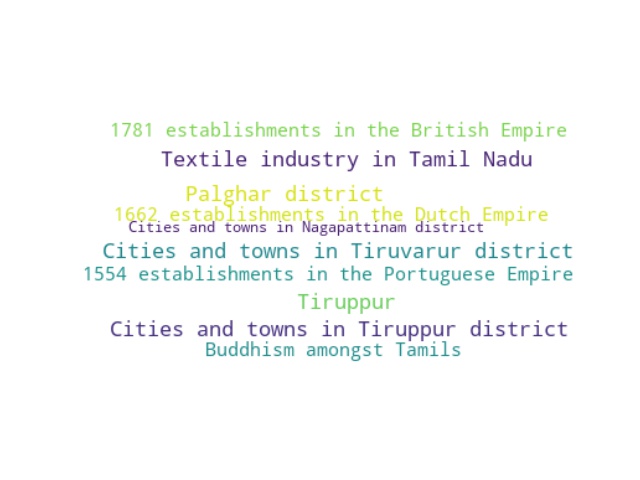 1781 establishments in the British Empire
Textile industry in Tamil Nadu
Palghar district
1662 establishments in the Dutch Empire
Cities and towns in Nagapattinam district
Cities and towns in Tiruvarur district
1554 establishments in the Portuguese Empire
Tiruppur
Cities and towns in Tiruppur district
Buddhism amongst Tamils